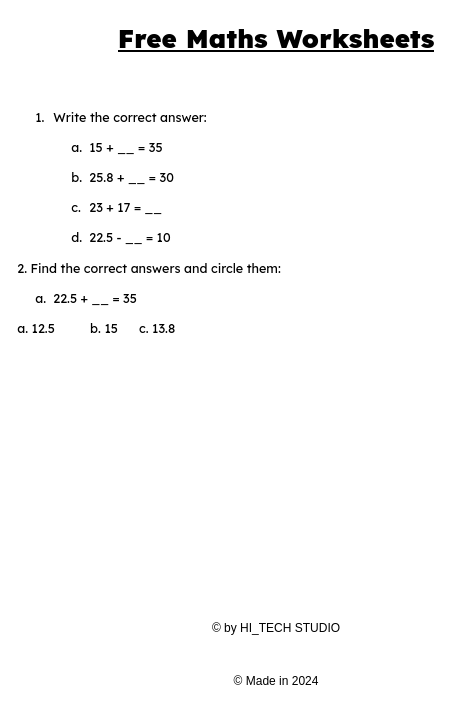 Free Maths Worksheets
1. Write the correct answer:
a. 15 + __ = 35
b. 25.8 + __ = 30
c. 23 + 17 = __
d. 22.5 - __ = 10
2. Find the correct answers and circle them:
a. 22.5 + __ = 35
a. 12.5 b. 15 c. 13.8
© by HI_TECH STUDIO
© Made in 2024